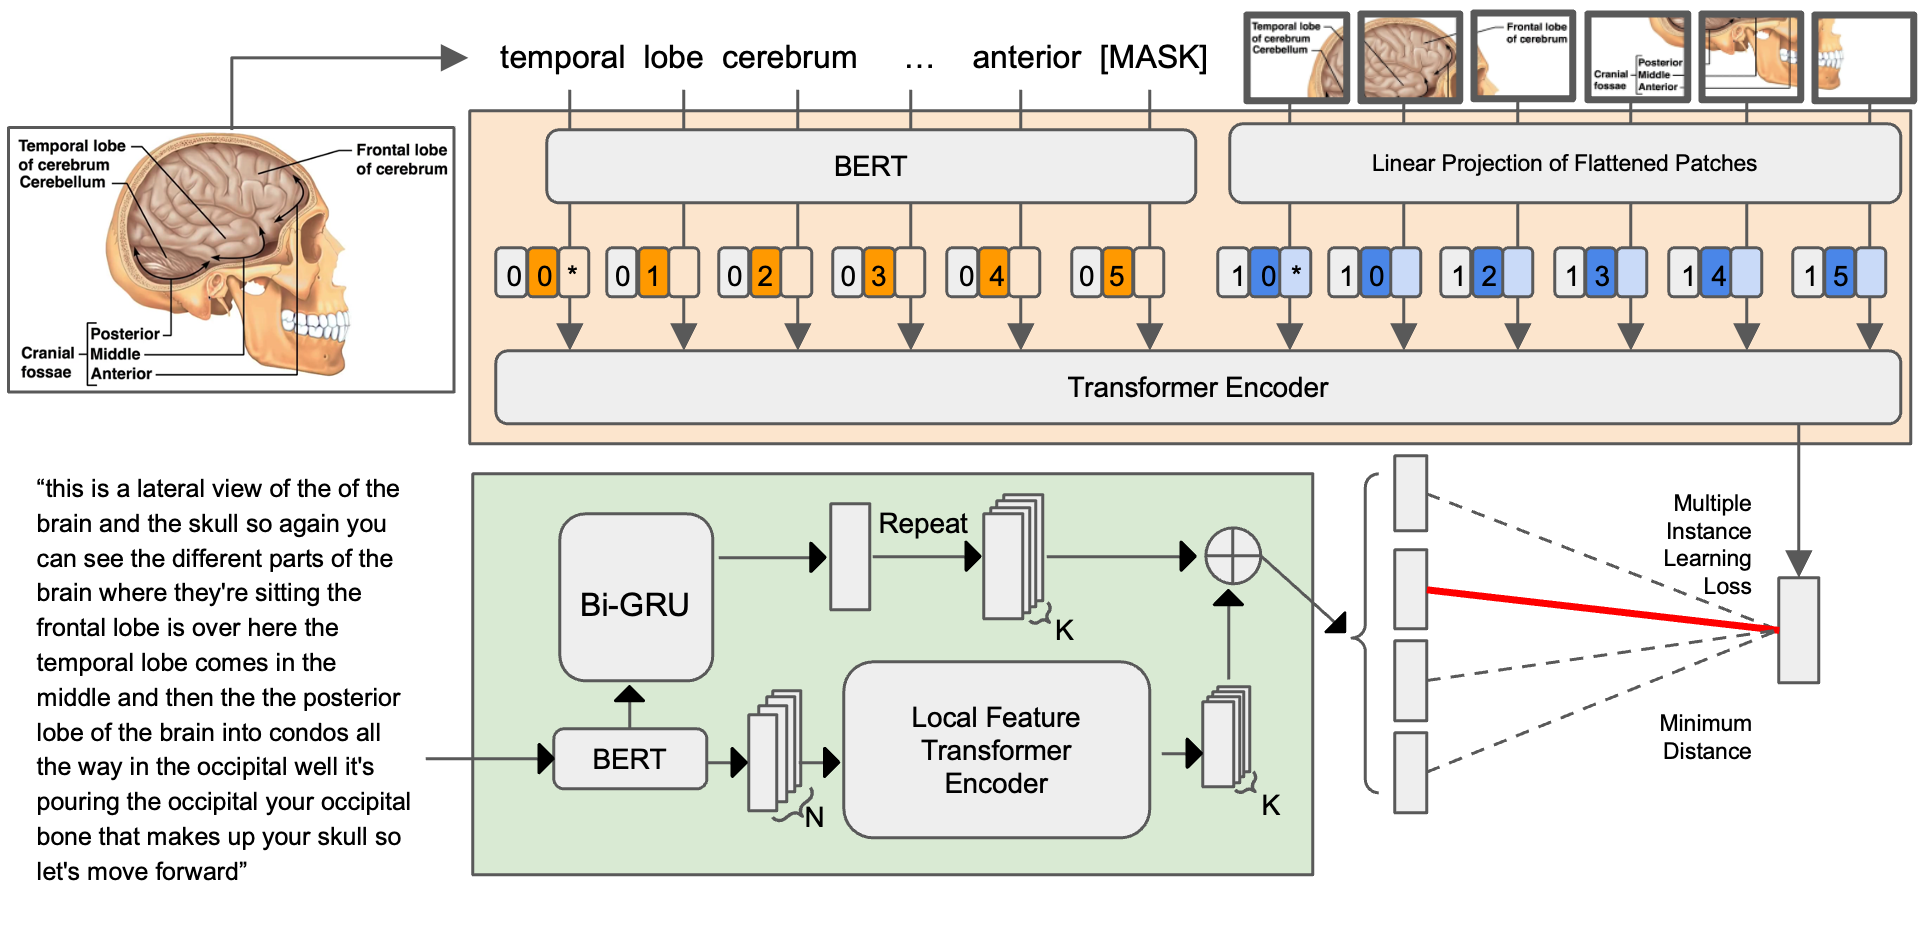 temporal lobe cerebrum … anterior [MASK]
Temporal lobe
of cerebrum
Cerebellum
Frontal lobe
of cerebrum
Cranial
fossae
Posterior
Middle
Anterior
BERT
Linear Projection of Flattened Patches
Temporal lobe
of cerebrum
Cerebellum
Frontal lobe
of cerebrum
Posterior
Middle
Anterior
Cranial
fossae
0 0 * 0 1 0 2 0 3 0 4 0 5 1 0 * 1 0 1 2 1 3 1 4 1 5
Transformer Encoder
“this is a lateral view of the of the
brain and the skull so again you
can see the different parts of the
brain where they're sitting the
frontal lobe is over here the
temporal lobe comes in the
middle and then the the posterior
lobe of the brain into condos all
the way in the occipital well it's
pouring the occipital your occipital
bone that makes up your skull so
let's move forward”
Bi-GRU
Repeat
K
BERT
N
Local Feature
Transformer
Encoder
K
Multiple
Instance
Learning
Loss
Minimum
Distance